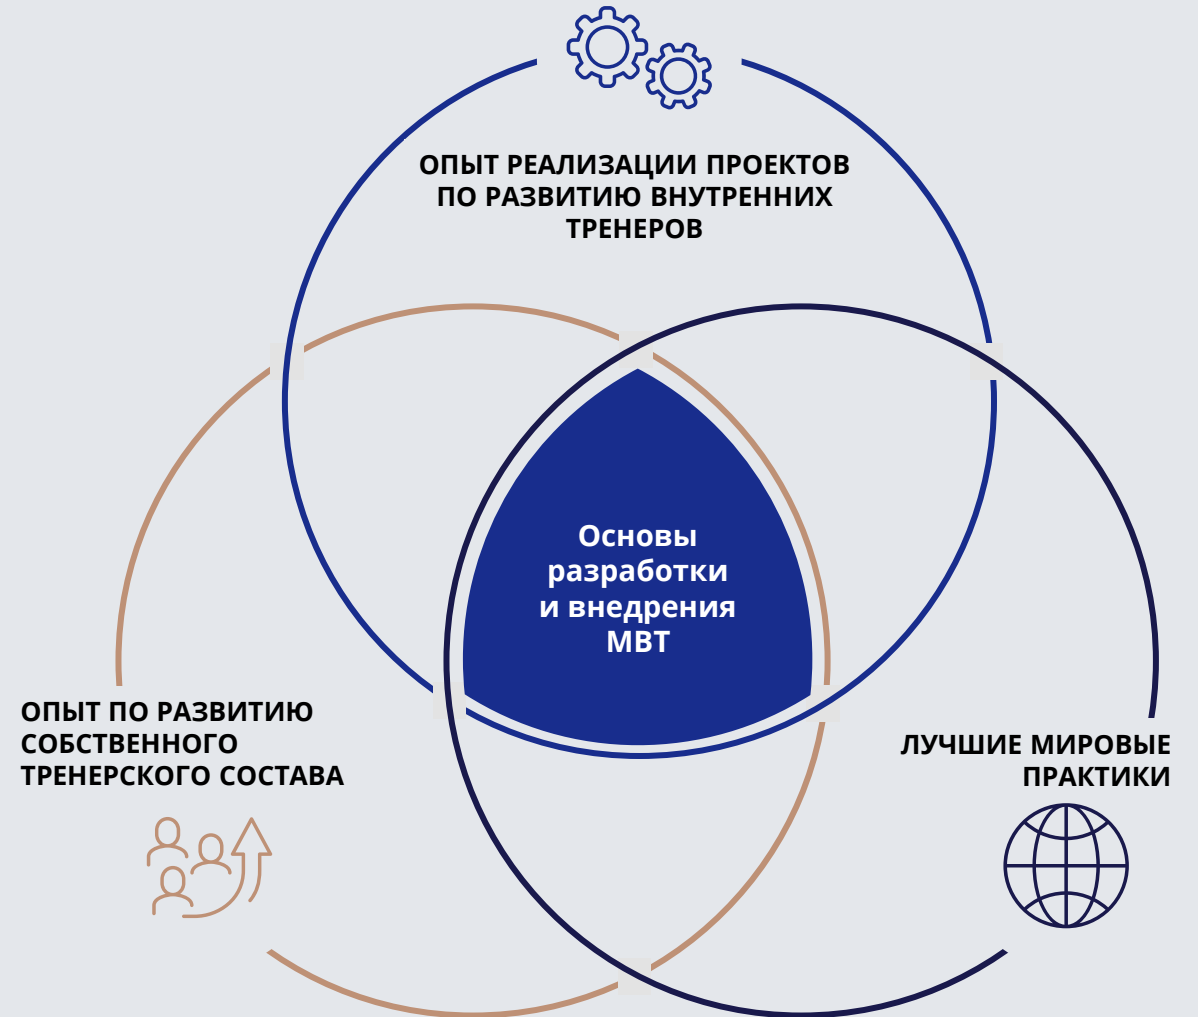 ОПЫТ РЕАЛИЗАЦИИ ПРОЕКТОВ
ПО РАЗВИТИЮ ВНУТРЕННИХ
ТРЕНЕРОВ
Основы
разработки
и внедрения
МВТ
ОПЫТ ПО РАЗВИТИЮ
СОБСТВЕННОГО
ТРЕНЕРСКОГО СОСТАВА
ЛУЧШИЕ МИРОВЫЕ
ПРАКТИКИ